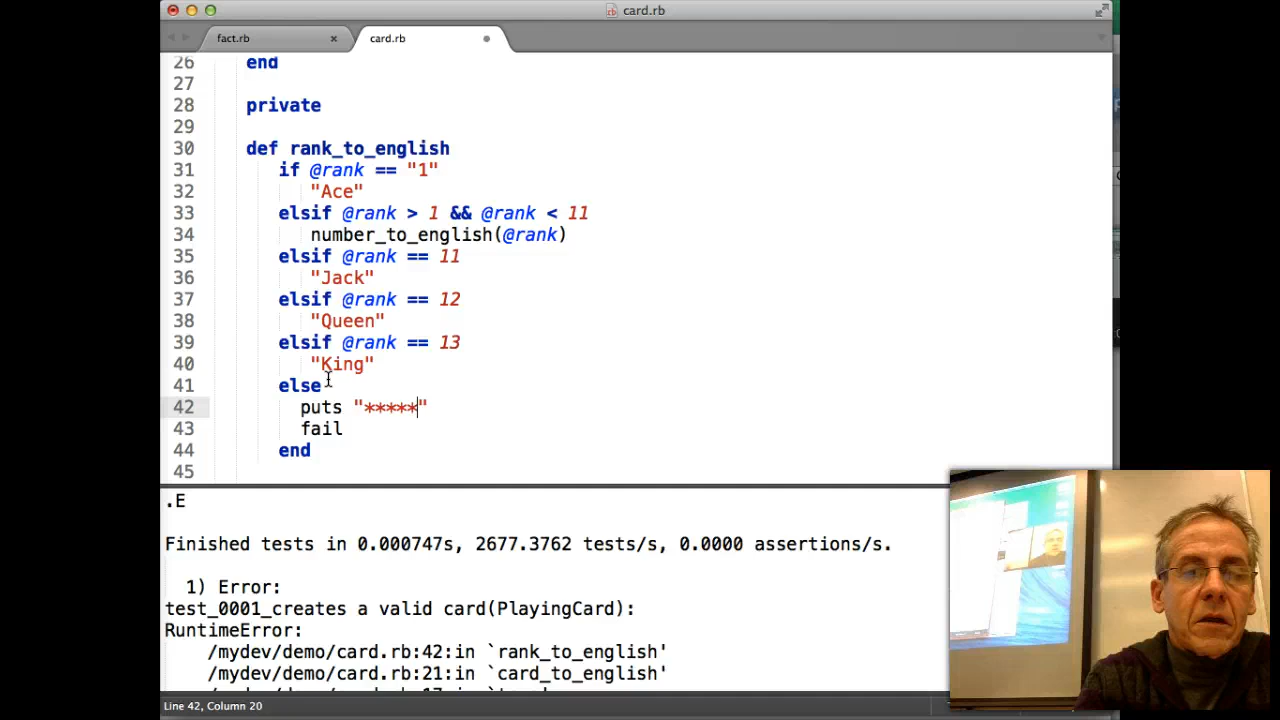 card.rb
fact.rb
card.rb
26 end
27
28 private
29
30 def rank_to_english
31 if @rank == "1"
32 "Ace"
33 elsif @rank > 1 && @rank < 11
34 number_to_english(@rank)
35 elsif @rank == 11
36 "Jack"
37 elsif @rank == 12
38 "Queen"
39 elsif @rank == 13
40 "King"
41 else
42 puts "*****"
43 fail
44 end
45
.E
Finished tests in 0.000747s, 2677.3762 tests/s, 0.0000 assertions/s.
1) Error:
test_0001_creates a valid card(PlayingCard):
RuntimeError:
/mydev/demo/card.rb:42:in `rank_to_english'
/mydev/demo/card.rb:21:in `card_to_english'
Line 42, Column 20